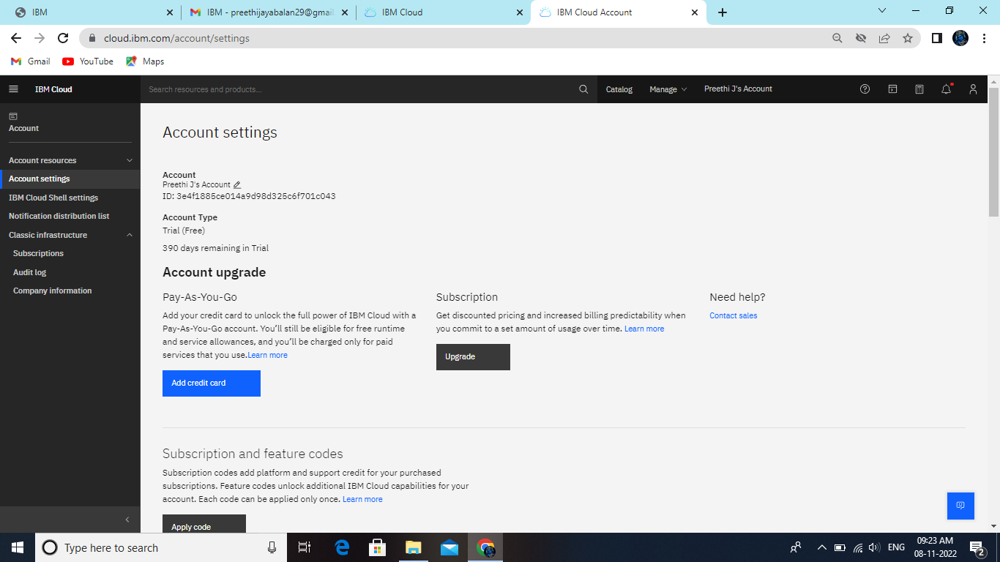 IBM
IBM - preethijayabalan29@gmai
IBM Cloud
IBM Cloud Account
cloud.ibm.com/account/settings
Gmail
YouTube
Maps
IBM Cloud
Search resources and products...
Catalog
Manage
Preethi J's Account
Account
Account resources
Account settings
IBM Cloud Shell settings
Notification distribution list
Classic infrastructure
Subscriptions
Audit log
Company information
Account settings
Account
Preethi J's Account
ID: 3e4f1885ce014a9d98d325c6f701c043
Account Type
Trial (Free)
390 days remaining in Trial
Account upgrade
Pay-As-You-Go
Add your credit card to unlock the full power of IBM Cloud with a
Pay-As-You-Go account. You’ll still be eligible for free runtime
and service allowances, and you’ll be charged only for paid
services that you use.Learn more
Add credit card
Subscription
Get discounted pricing and increased billing predictability when
you commit to a set amount of usage over time. Learn more
Upgrade
Need help?
Contact sales
Subscription and feature codes
Subscription codes add platform and support credit for your purchased
subscriptions. Feature codes unlock additional IBM Cloud capabilities for your
account. Each code can be applied only once. Learn more
Apply code
Type here to search
ENG
09:23 AM
08-11-2022
2